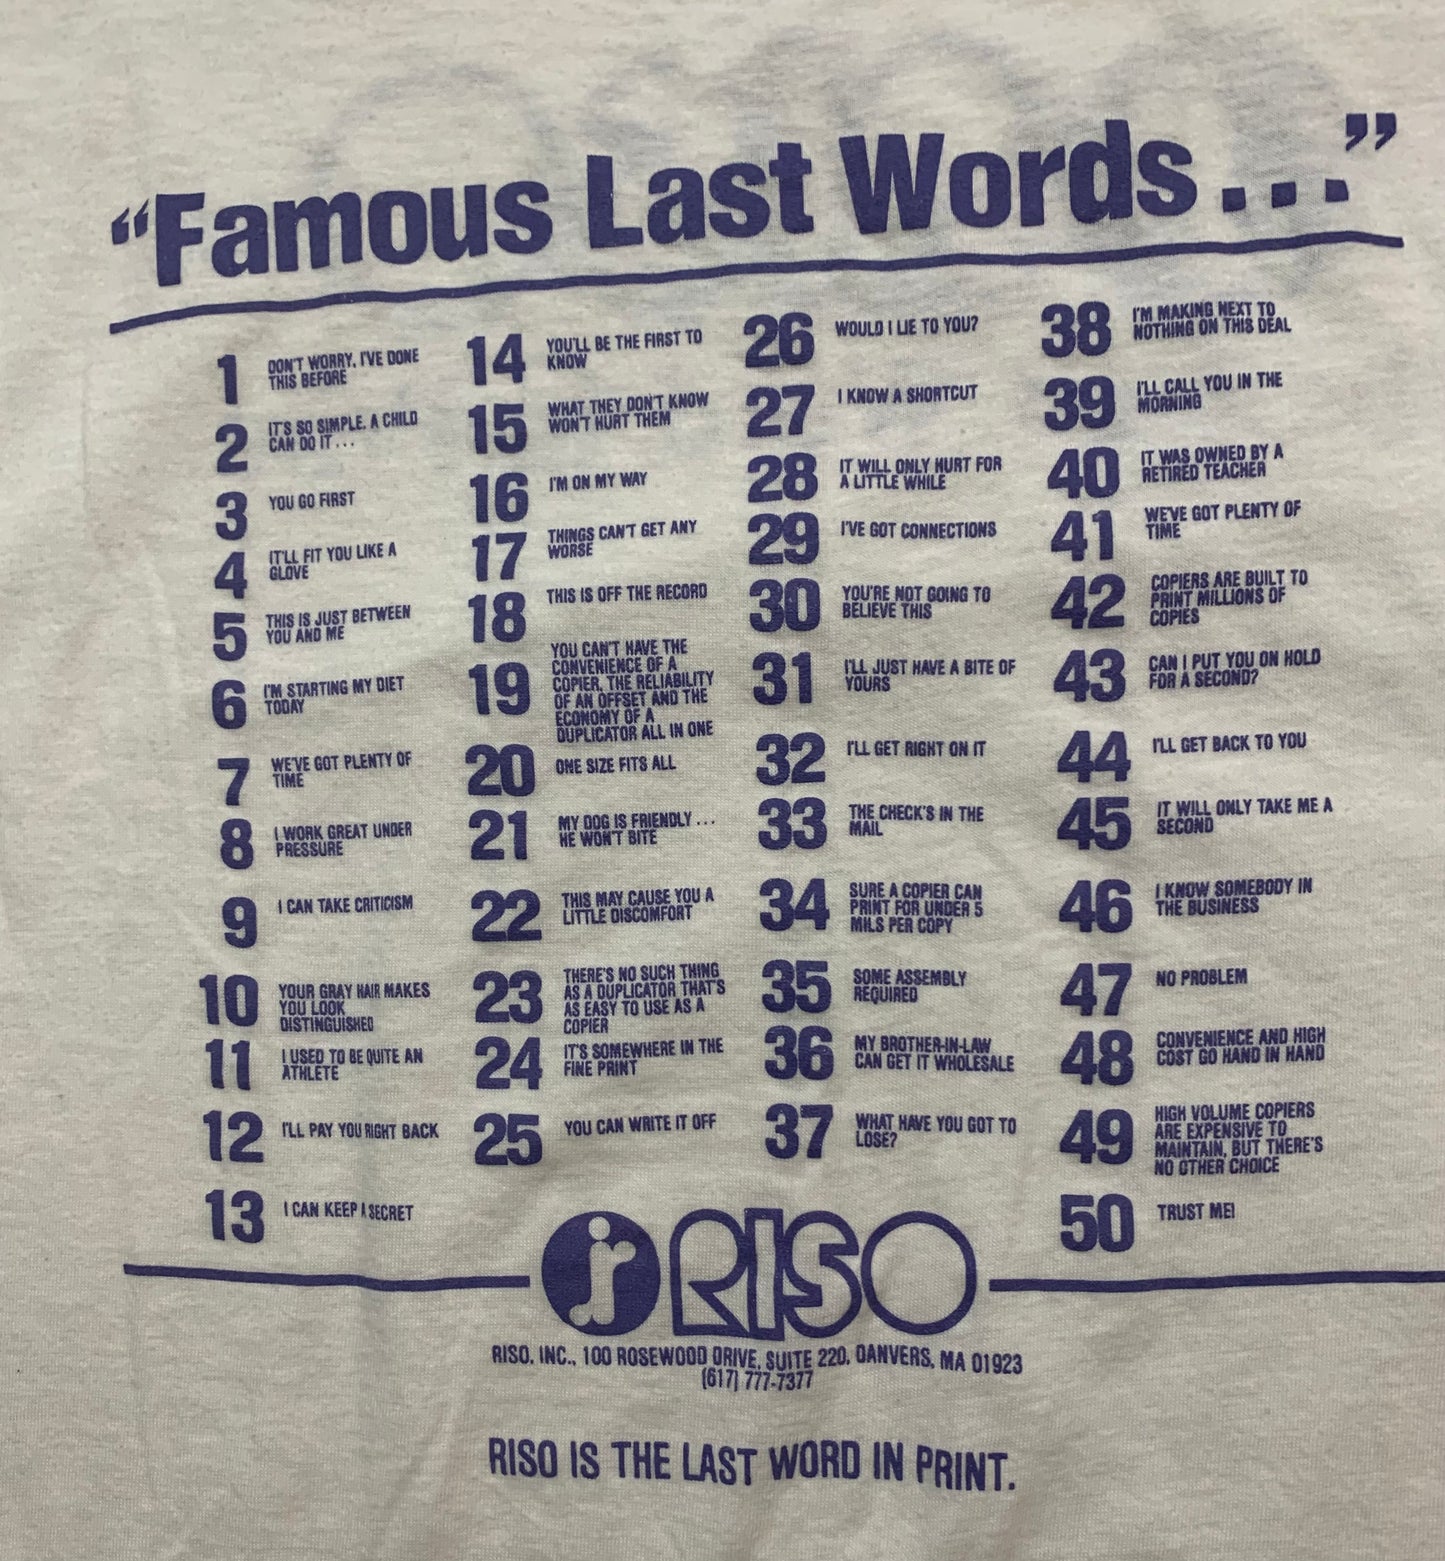 “Famous Last Words...”
1 DON'T WORRY, I'VE DONE
THIS BEFORE
2 IT'S SO SIMPLE, A CHILD
CAN DO IT...
3 YOU GO FIRST
4 IT'LL FIT YOU LIKE A
GLOVE
5 THIS IS JUST BETWEEN
YOU AND ME
6 I'M STARTING MY DIET
TODAY
7 WE'VE GOT PLENTY OF
TIME
8 I WORK GREAT UNDER
PRESSURE
9 I CAN TAKE CRITICISM
10 YOUR GRAY HAIR MAKES
YOU LOOK
DISTINGUISHED
11 I USED TO BE QUITE AN
ATHLETE
12 I'LL PAY YOU RIGHT BACK
13 I CAN KEEP A SECRET
14 YOU'LL BE THE FIRST TO
KNOW
15 WHAT THEY DON'T KNOW
WON'T HURT THEM
16 I'M ON MY WAY
17 THINGS CAN'T GET ANY
WORSE
18 THIS IS OFF THE RECORD
19 YOU CAN'T HAVE THE
CONVENIENCE OF A
COPIER, THE RELIABILITY
OF AN OFFSET AND THE
ECONOMY OF A
DUPLICATOR ALL IN ONE
20 ONE SIZE FITS ALL
21 MY DOG IS FRIENDLY...
HE WON'T BITE
22 THIS MAY CAUSE YOU A
LITTLE DISCOMFORT
23 THERE'S NO SUCH THING
AS A DUPLICATOR THAT'S
AS EASY TO USE AS A
COPIER
24 IT'S SOMEWHERE IN THE
FINE PRINT
25 YOU CAN WRITE IT OFF
26 WOULD I LIE TO YOU?
27 I KNOW A SHORTCUT
28 IT WILL ONLY HURT FOR
A LITTLE WHILE
29 I'VE GOT CONNECTIONS
30 YOU'RE NOT GOING TO
BELIEVE THIS
31 I'LL JUST HAVE A BITE OF
YOURS
32 I'LL GET RIGHT ON IT
33 THE CHECK'S IN THE
MAIL
34 SURE A COPIER CAN
PRINT FOR UNDER 5
MILS PER COPY
35 SOME ASSEMBLY
REQUIRED
36 MY BROTHER-IN-LAW
CAN GET IT WHOLESALE
37 WHAT HAVE YOU GOT TO
LOSE?
38 I'M MAKING NEXT TO
NOTHING ON THIS DEAL
39 I'LL CALL YOU IN THE
MORNING
40 IT WAS OWNED BY A
RETIRED TEACHER
41 WE'VE GOT PLENTY OF
TIME
42 COPIERS ARE BUILT TO
PRINT MILLIONS OF
COPIES
43 CAN I PUT YOU ON HOLD
FOR A SECOND?
44 I'LL GET BACK TO YOU
45 IT WILL ONLY TAKE ME A
SECOND
46 I KNOW SOMEBODY IN
THE BUSINESS
47 NO PROBLEM
48 CONVENIENCE AND HIGH
COST GO HAND IN HAND
49 HIGH VOLUME COPIERS
ARE EXPENSIVE TO
MAINTAIN, BUT THERE'S
NO OTHER CHOICE
50 TRUST ME!
RISO
RISO, INC., 100 ROSEWOOD DRIVE, SUITE 220, DANVERS, MA 01923
(617) 777-7377
RISO IS THE LAST WORD IN PRINT.